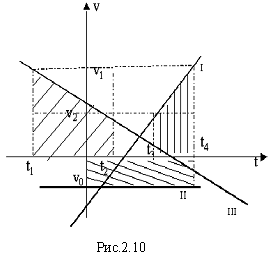 v
I
v₁
v₂
t₃
t₄
t₁
t₂
t
v₀
II
III
Рис.2.10